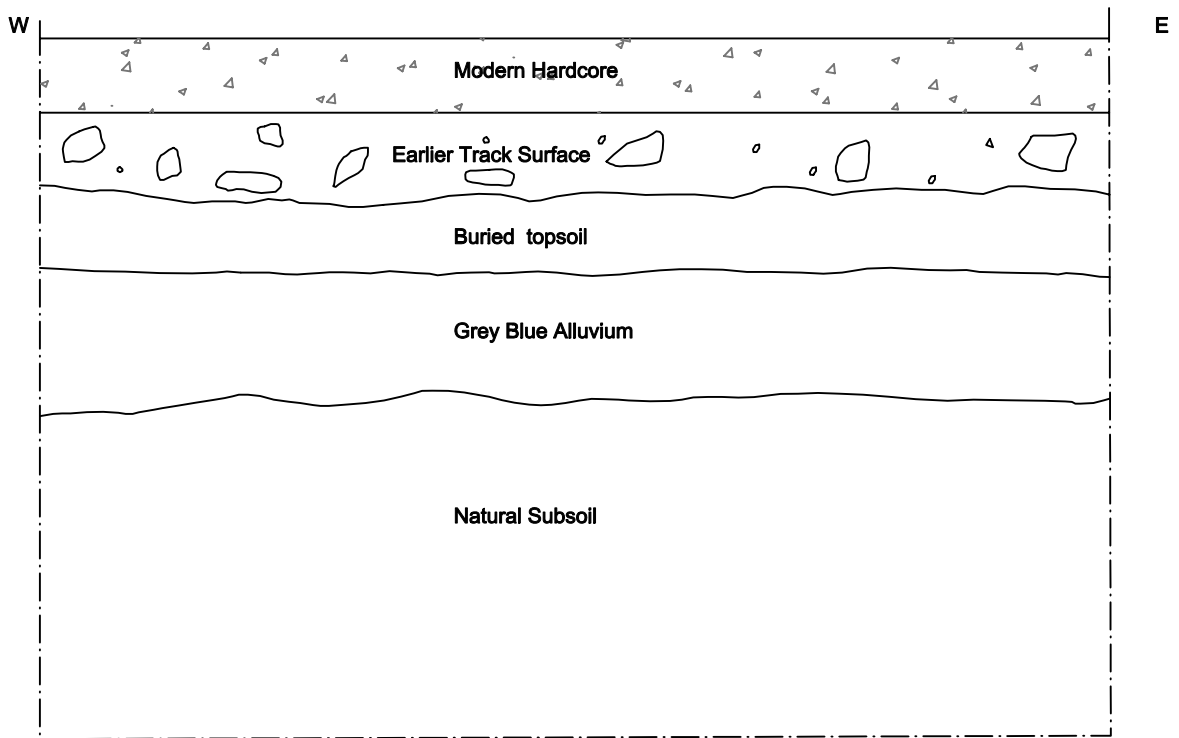 W
E
Modern Hardcore
Earlier Track Surface
Buried topsoil
Grey Blue Alluvium
Natural Subsoil